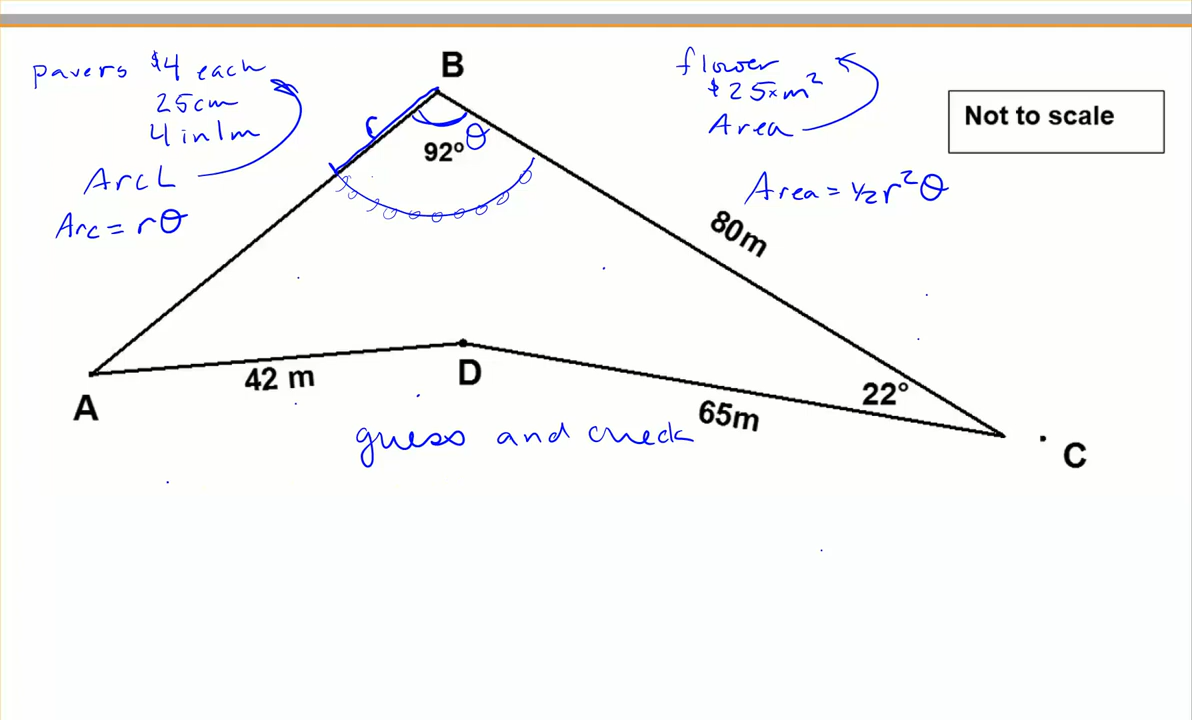 pavers $4 each
25cm
4 in 1m
Arc L
Arc = rθ
B
r
92° θ
flower
$25 x m²
Area
Area = ½r²θ
Not to scale
80m
A
42 m
D
65m
22°
C
guess and check